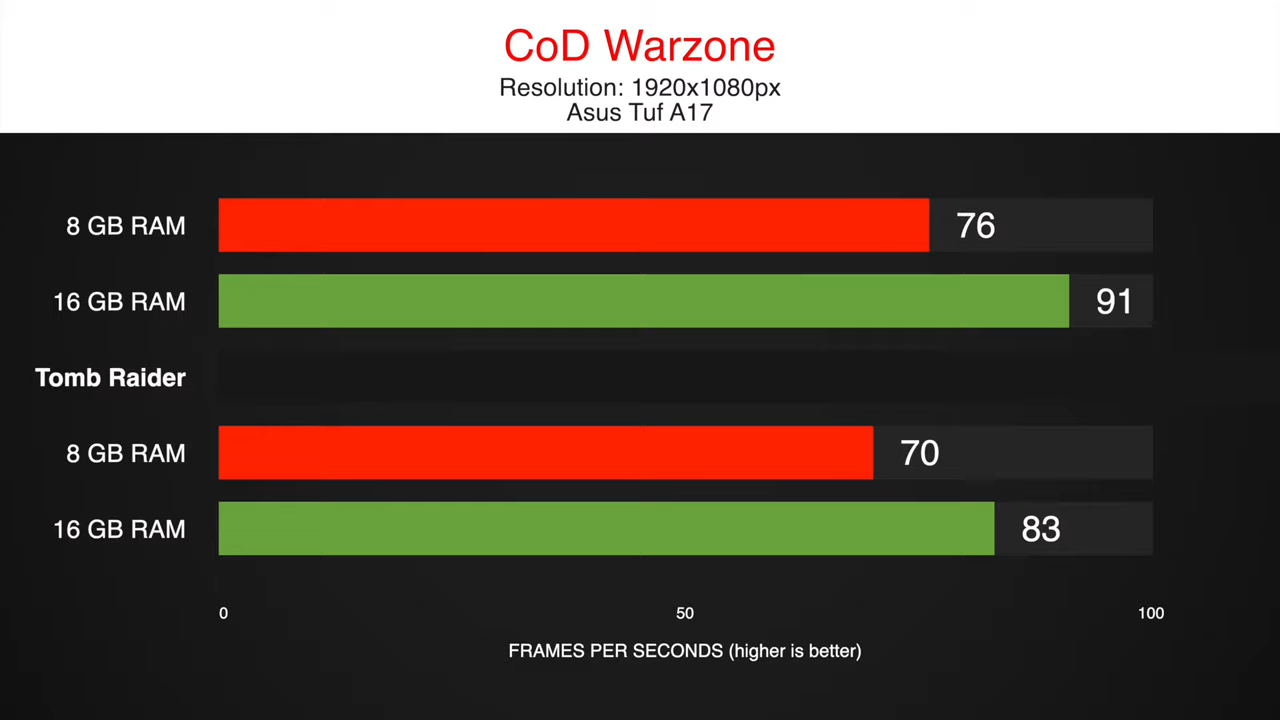 CoD Warzone
Resolution: 1920x1080px
Asus Tuf A17
8 GB RAM 76
16 GB RAM 91
Tomb Raider
8 GB RAM 70
16 GB RAM 83
0 50 100
FRAMES PER SECONDS (higher is better)